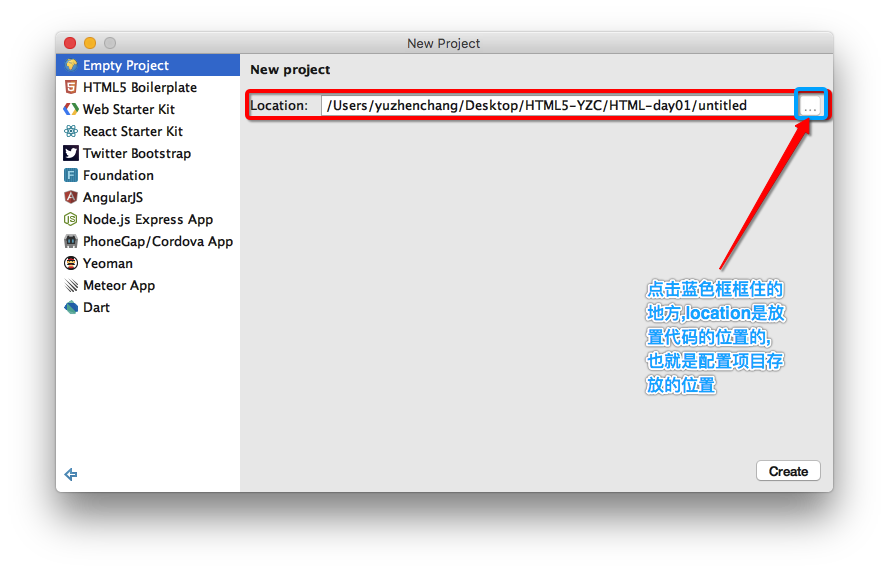 New Project
Empty Project
HTML5 Boilerplate
Web Starter Kit
React Starter Kit
Twitter Bootstrap
Foundation
AngularJS
Node.js Express App
PhoneGap/Cordova App
Yeoman
Meteor App
Dart
New project
Location: /Users/yuzhenchang/Desktop/HTML5-YZC/HTML-day01/untitled ...
点击蓝色框框住的
地方,location是放
置代码的位置的,
也就是配置项目存
放的位置
Create